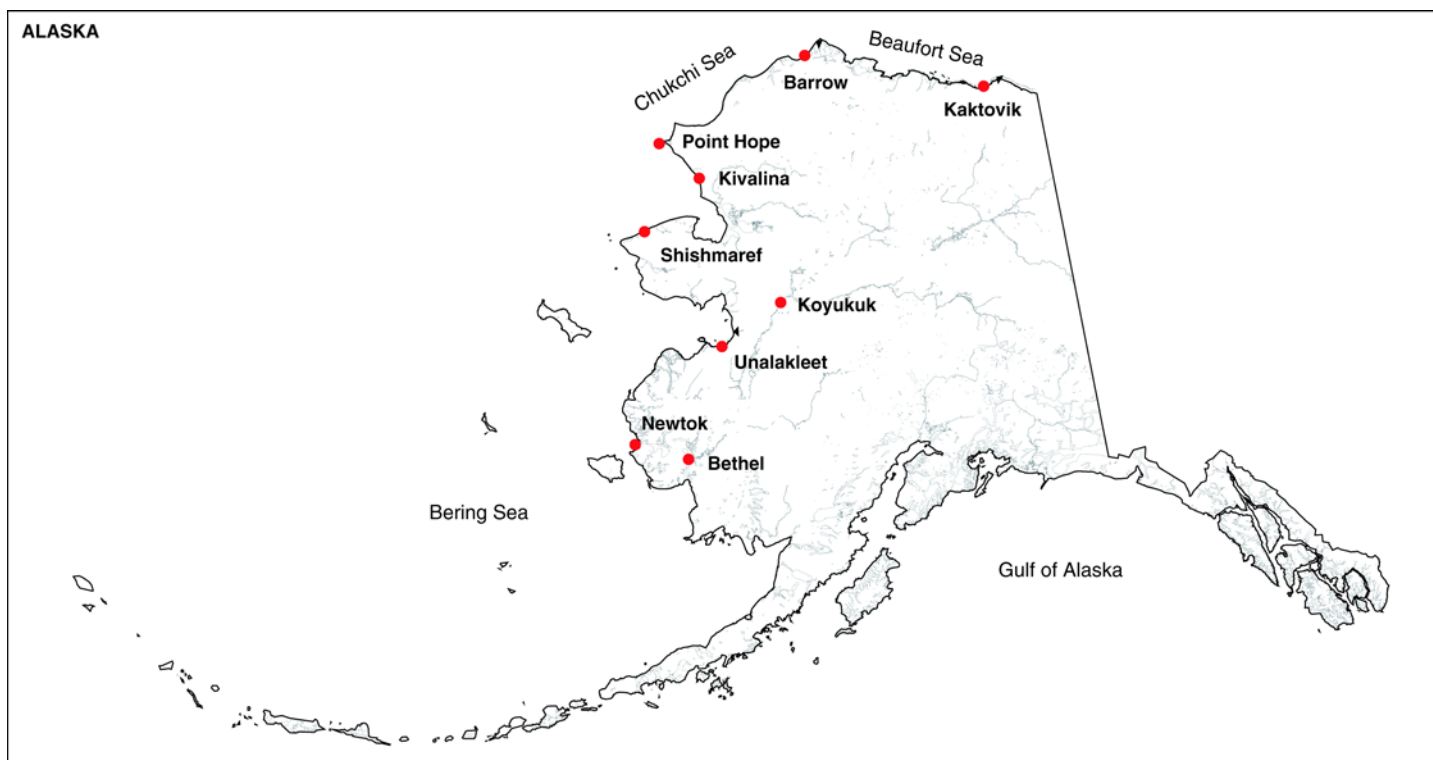 ALASKA
Beaufort Sea
Chukchi Sea
Barrow
Kaktovik
Point Hope
Kivalina
Shishmaref
Koyukuk
Unalakleet
Newtok
Bethel
Bering Sea
Gulf of Alaska